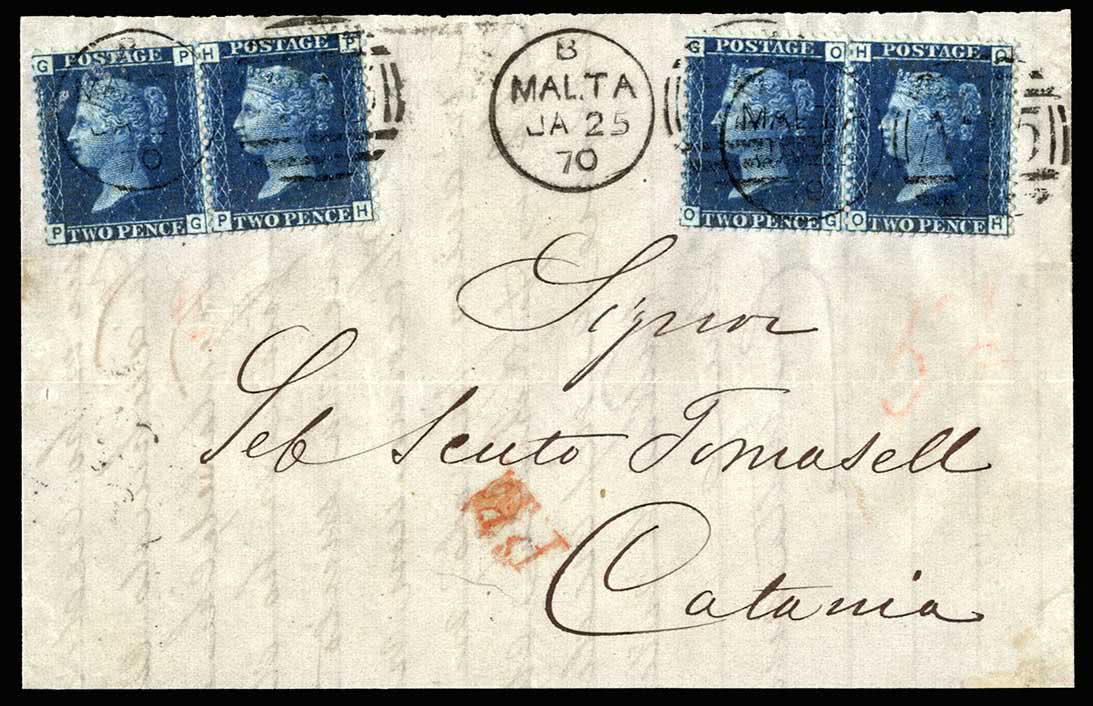 G POSTAGE P
P TWO PENCE G
H POSTAGE P
P TWO PENCE H
B
MALTA
JA 25
70
G POSTAGE O
O TWO PENCE G
H POSTAGE O
O TWO PENCE H
Signor
Seb Scuto Tomasell
Catania